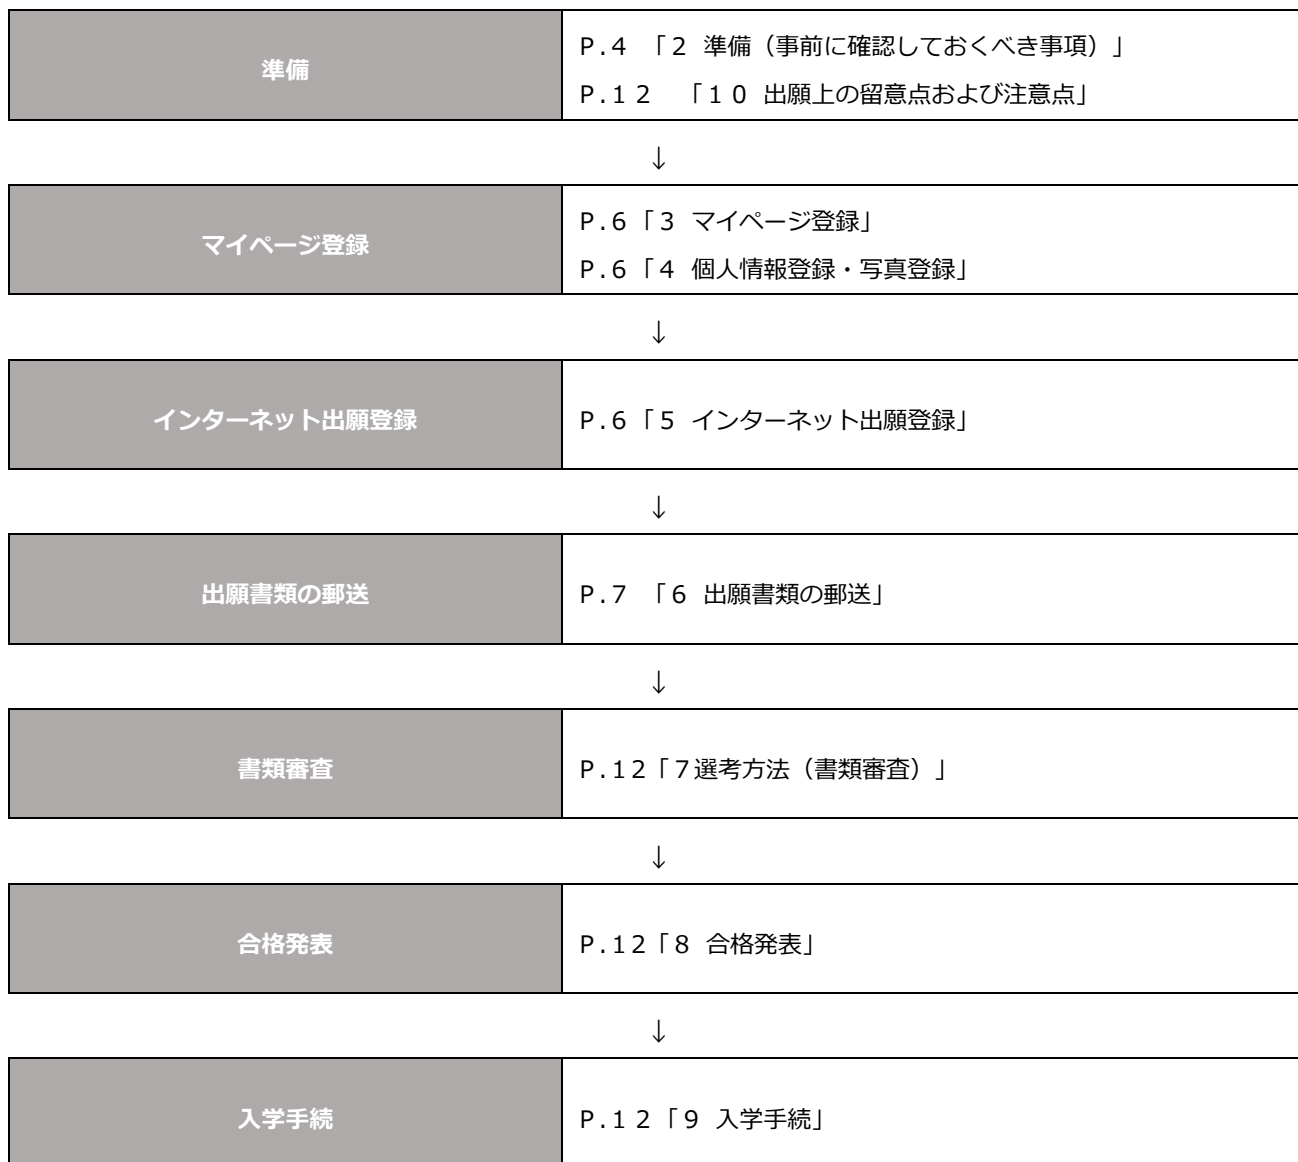 準備
P.4 「2 準備(事前に確認しておくべき事項)」
P.12 「10 出願上の留意点および注意点」
↓
マイページ登録
P.6「3 マイページ登録」
P.6「4 個人情報登録・写真登録」
↓
インターネット出願登録
P.6「5 インターネット出願登録」
↓
出願書類の郵送
P.7 「6 出願書類の郵送」
↓
書類審査
P.12「7選考方法(書類審査)」
↓
合格発表
P.12「8 合格発表」
↓
入学手続
P.12「9 入学手続」